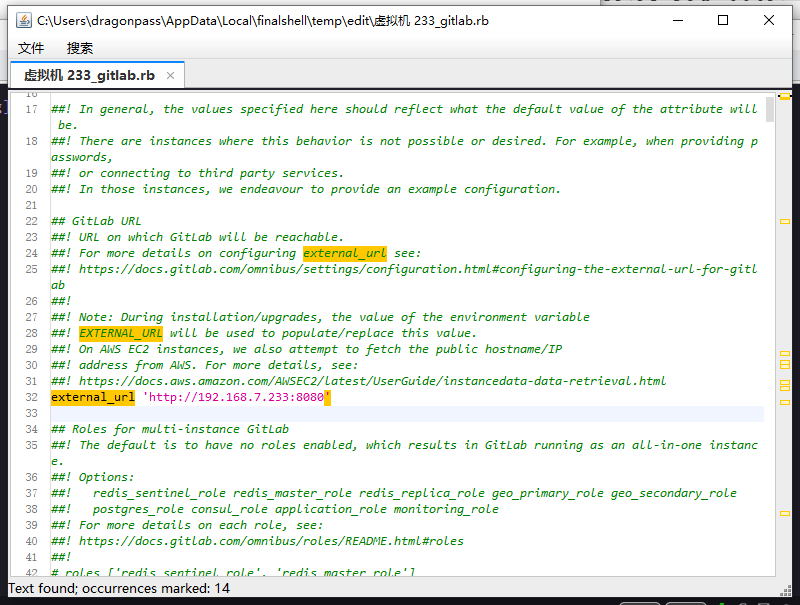 C:\Users\dragonpass\AppData\Local\finalshell\temp\edit\虚拟机 233_gitlab.rb
文件 搜索
虚拟机 233_gitlab.rb
16
17 ##! In general, the values specified here should reflect what the default value of the attribute will
be.
18 ##! There are instances where this behavior is not possible or desired. For example, when providing p
asswords,
19 ##! or connecting to third party services.
20 ##! In those instances, we endeavour to provide an example configuration.
21
22 ## GitLab URL
23 ##! URL on which GitLab will be reachable.
24 ##! For more details on configuring external_url see:
25 ##! https://docs.gitlab.com/omnibus/settings/configuration.html#configuring-the-external-url-for-gitl
ab
26 ##!
27 ##! Note: During installation/upgrades, the value of the environment variable
28 ##! EXTERNAL_URL will be used to populate/replace this value.
29 ##! On AWS EC2 instances, we also attempt to fetch the public hostname/IP
30 ##! address from AWS. For more details, see:
31 ##! https://docs.aws.amazon.com/AWSEC2/latest/UserGuide/instancedata-data-retrieval.html
32 external_url 'http://192.168.7.233:8080'
33
34 ## Roles for multi-instance GitLab
35 ##! The default is to have no roles enabled, which results in GitLab running as an all-in-one instanc
e.
36 ##! Options:
37 ##!   redis_sentinel_role redis_master_role redis_replica_role geo_primary_role geo_secondary_role
38 ##!   postgres_role consul_role application_role monitoring_role
39 ##! For more details on each role, see:
40 ##! https://docs.gitlab.com/omnibus/roles/README.html#roles
41 ##!
42 # roles ['redis_sentinel_role', 'redis_master_role']
Text found; occurrences marked: 14